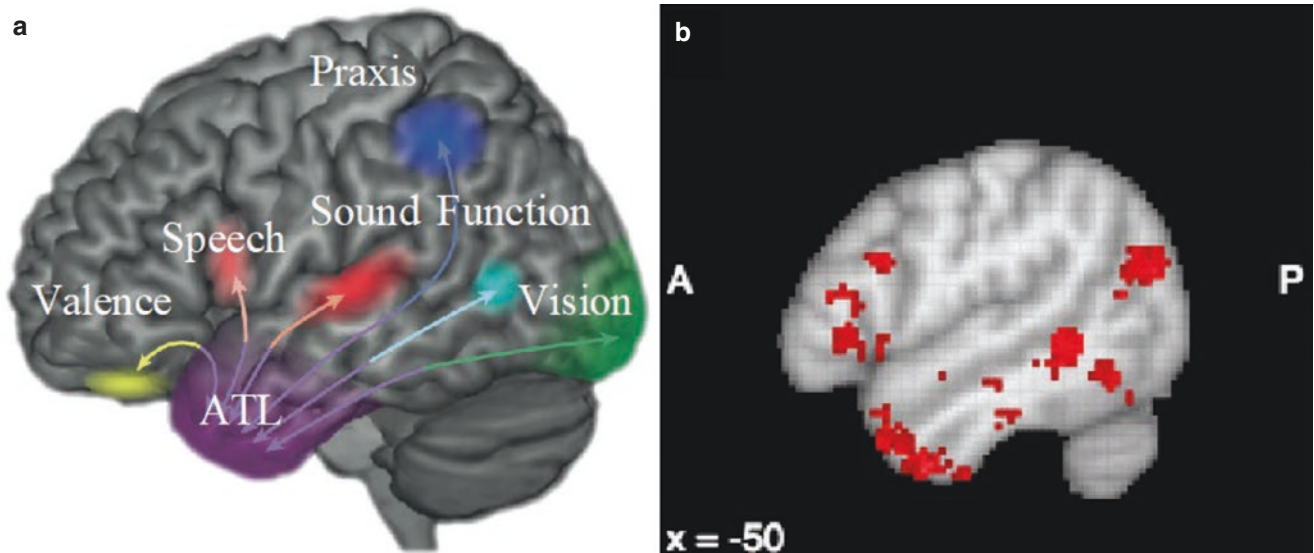 a
Praxis
Sound Function
Speech
Valence
Vision
ATL
b
A
P
x = -50